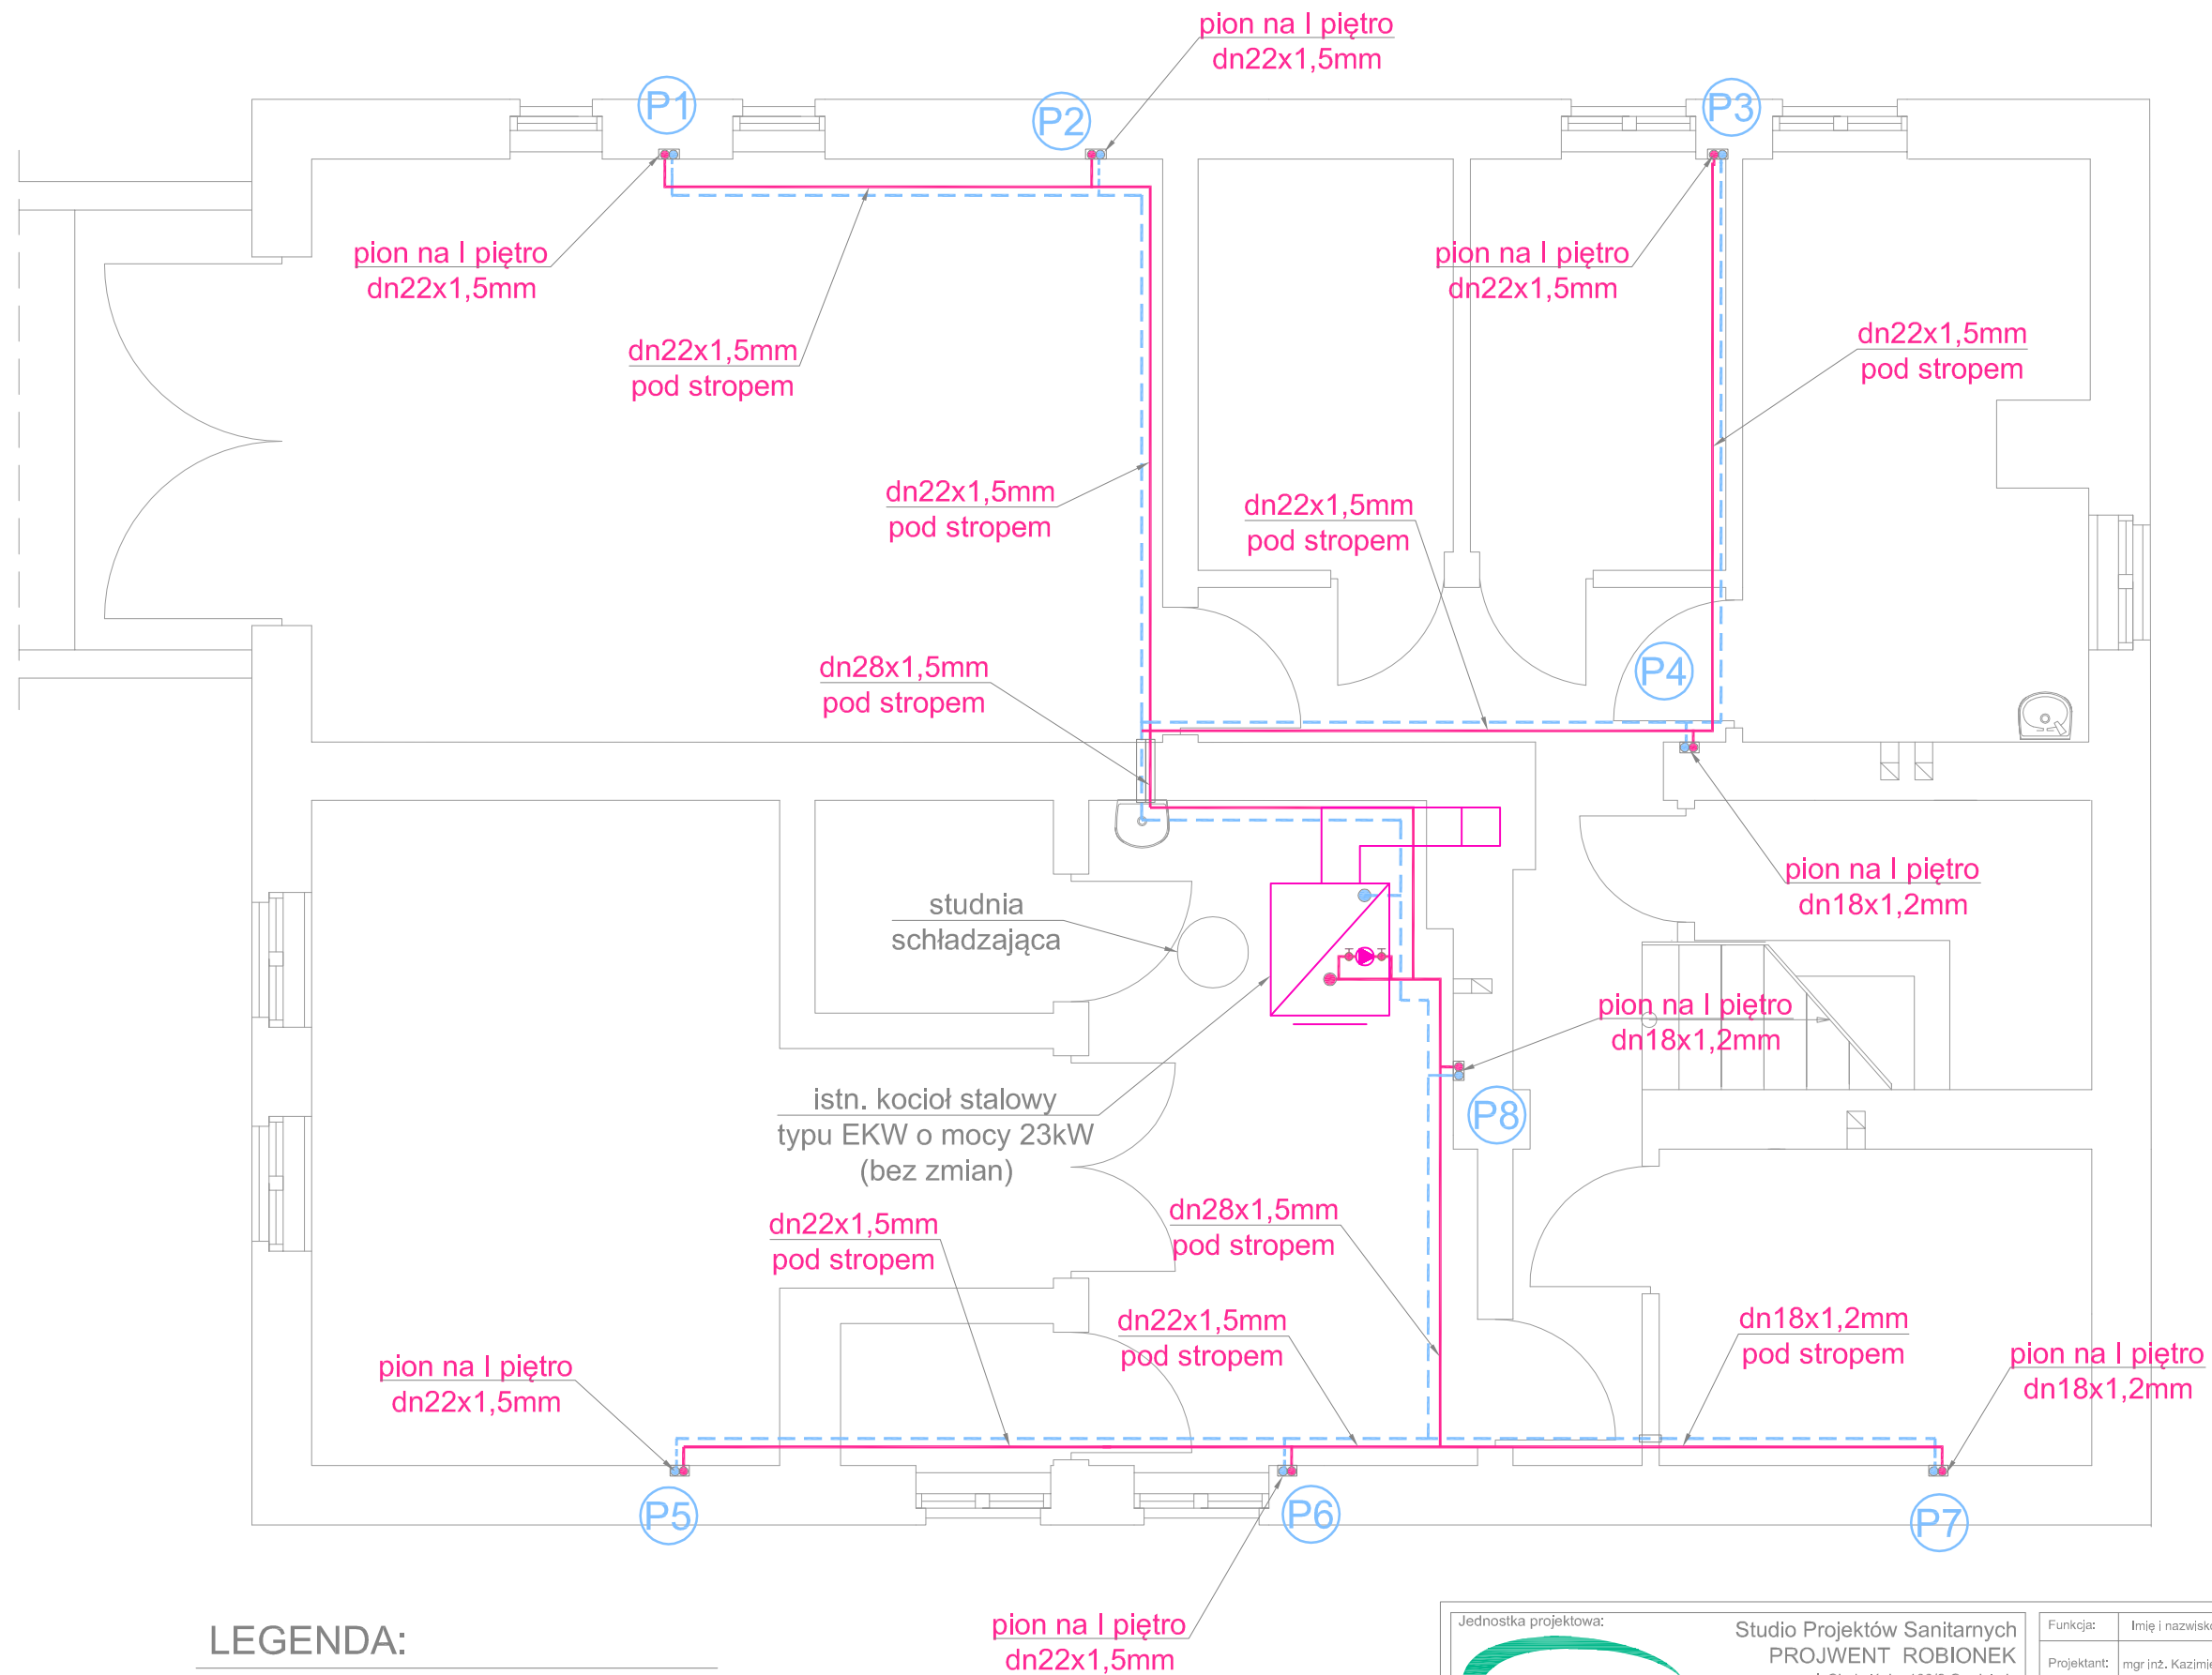 pion na I piętro
dn22x1,5mm
P1
P2
P3
pion na I piętro
dn22x1,5mm
pion na I piętro
dn22x1,5mm
dn22x1,5mm
pod stropem
dn22x1,5mm
pod stropem
dn22x1,5mm
pod stropem
dn22x1,5mm
pod stropem
dn28x1,5mm
pod stropem
P4
studnia
schładzająca
pion na I piętro
dn18x1,2mm
pion na I piętro
dn18x1,2mm
istn. kocioł stalowy
typu EKW o mocy 23kW
(bez zmian)
P8
dn22x1,5mm
pod stropem
dn28x1,5mm
pod stropem
dn22x1,5mm
pod stropem
dn18x1,2mm
pod stropem
pion na I piętro
dn22x1,5mm
pion na I piętro
dn18x1,2mm
P5
P6
P7
pion na I piętro
dn22x1,5mm
LEGENDA:
Jednostka projektowa:
Studio Projektów Sanitarnych
PROJWENT ROBIONEK
Funkcja:
Imię i nazwisko
Projektant:
mgr inż.